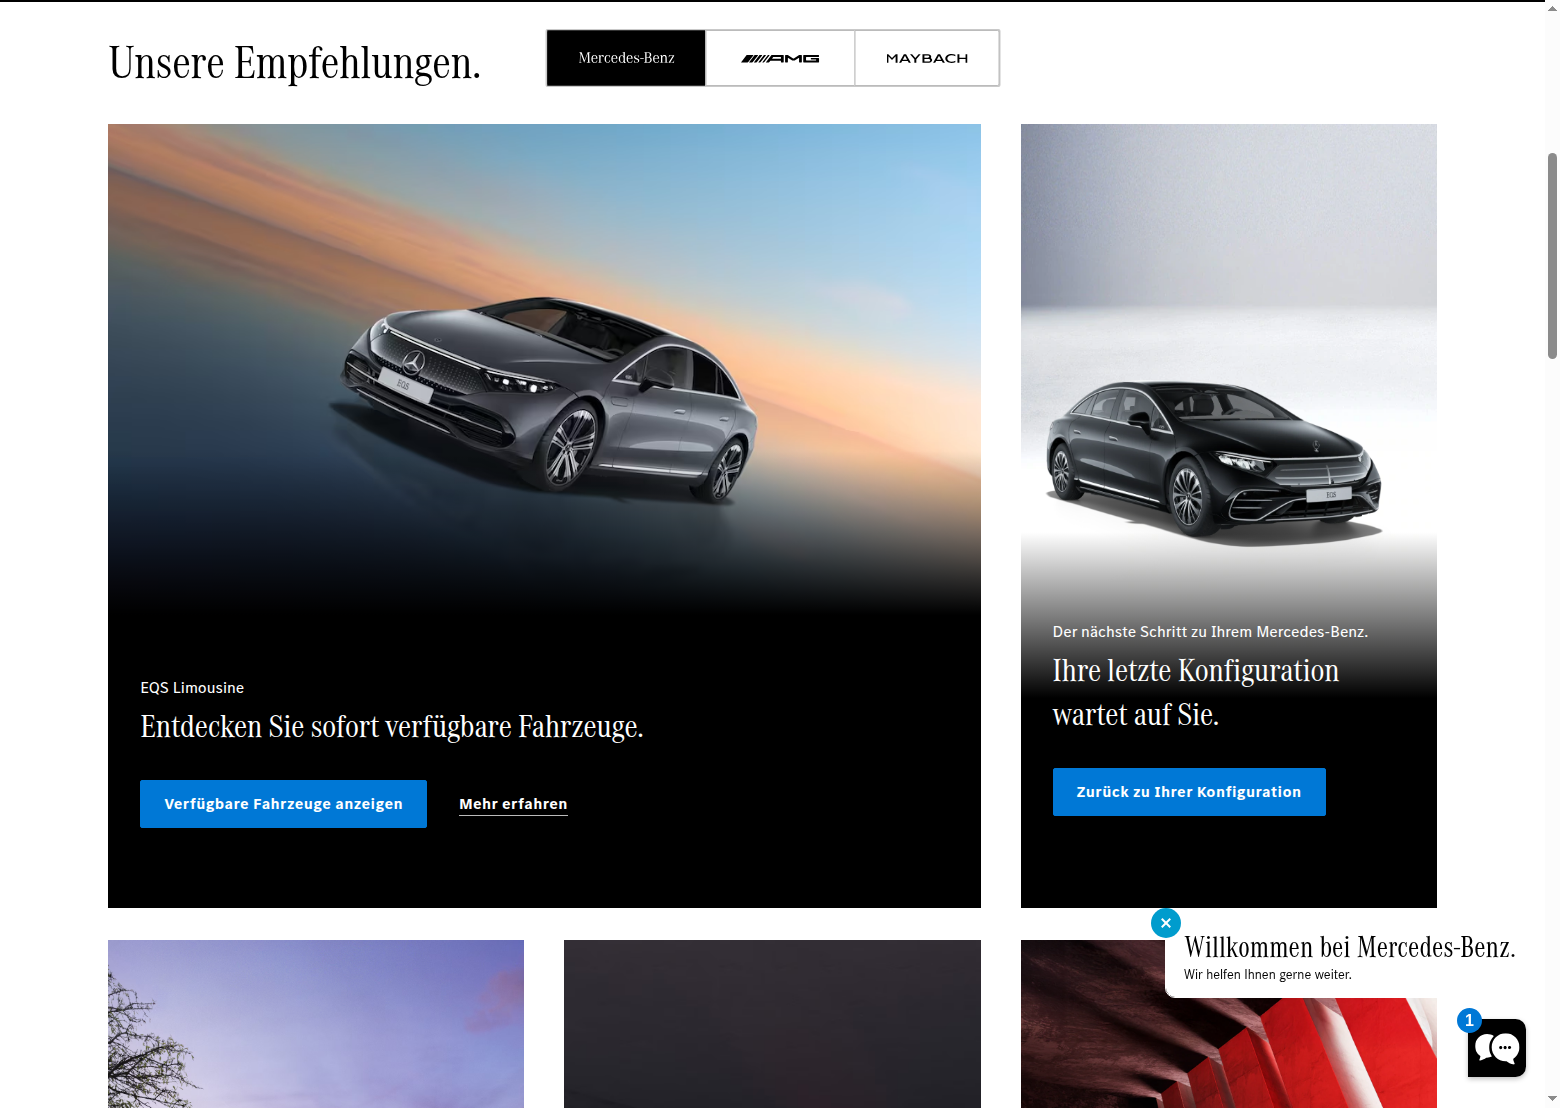 Unsere Empfehlungen.
Mercedes-Benz
AMG
MAYBACH
EQS
EQS
EQS Limousine
Entdecken Sie sofort verfügbare Fahrzeuge.
Verfügbare Fahrzeuge anzeigen
Mehr erfahren
Der nächste Schritt zu Ihrem Mercedes-Benz.
Ihre letzte Konfiguration
wartet auf Sie.
Zurück zu Ihrer Konfiguration
Willkommen bei Mercedes-Benz.
Wir helfen Ihnen gerne weiter.
1